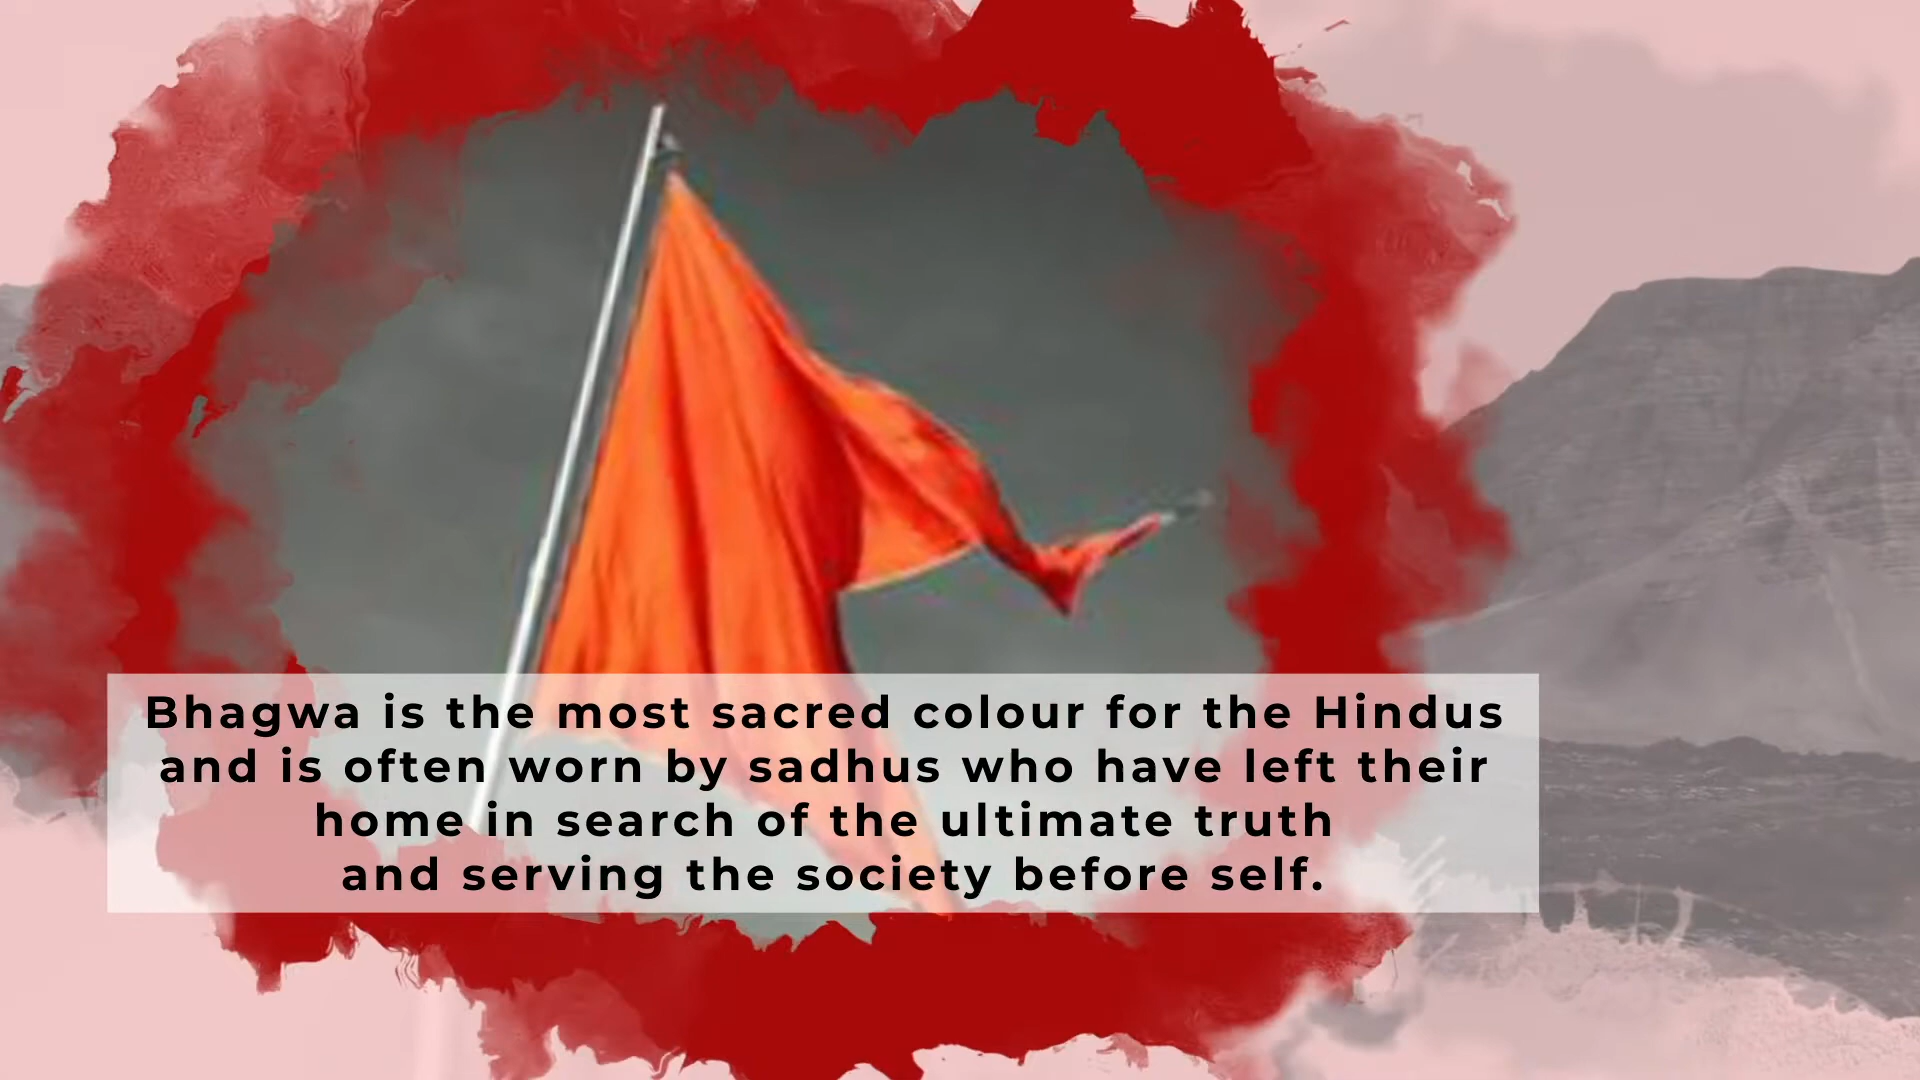 Bhagwa is the most sacred colour for the Hindus
and is often worn by sadhus who have left their
home in search of the ultimate truth
and serving the society before self.